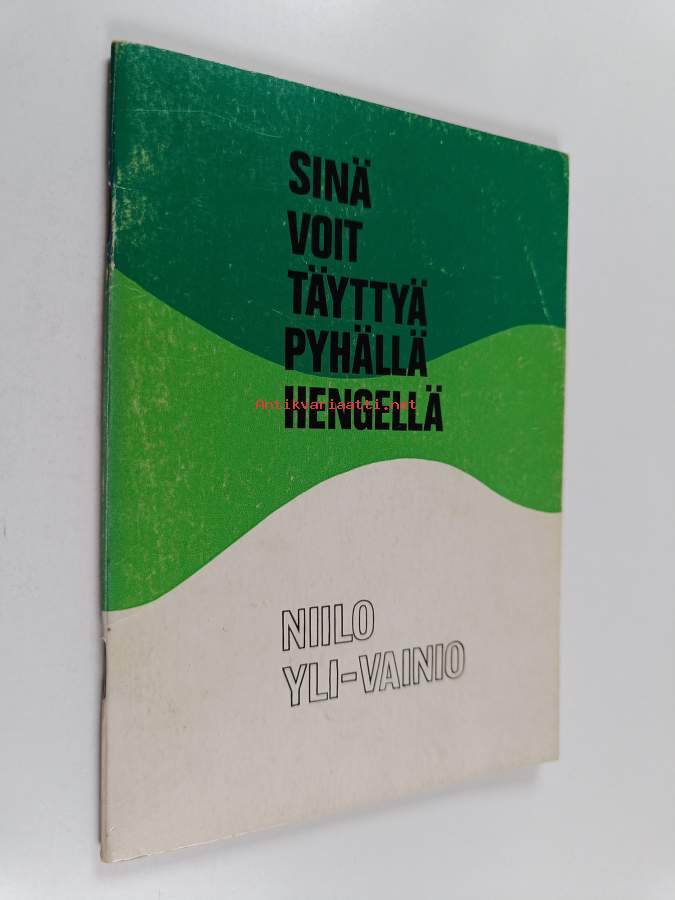 SINÄ
VOIT
TÄYTTYÄ
PYHÄLLÄ
Antikvariaatti.net
HENGELLÄ
NIILO
YLI-VAINIO